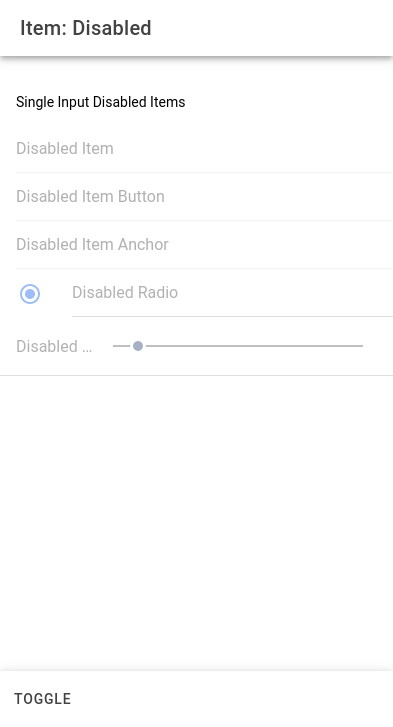 Item: Disabled
Single Input Disabled Items
Disabled Item
Disabled Item Button
Disabled Item Anchor
Disabled Radio
Disabled ...
TOGGLE